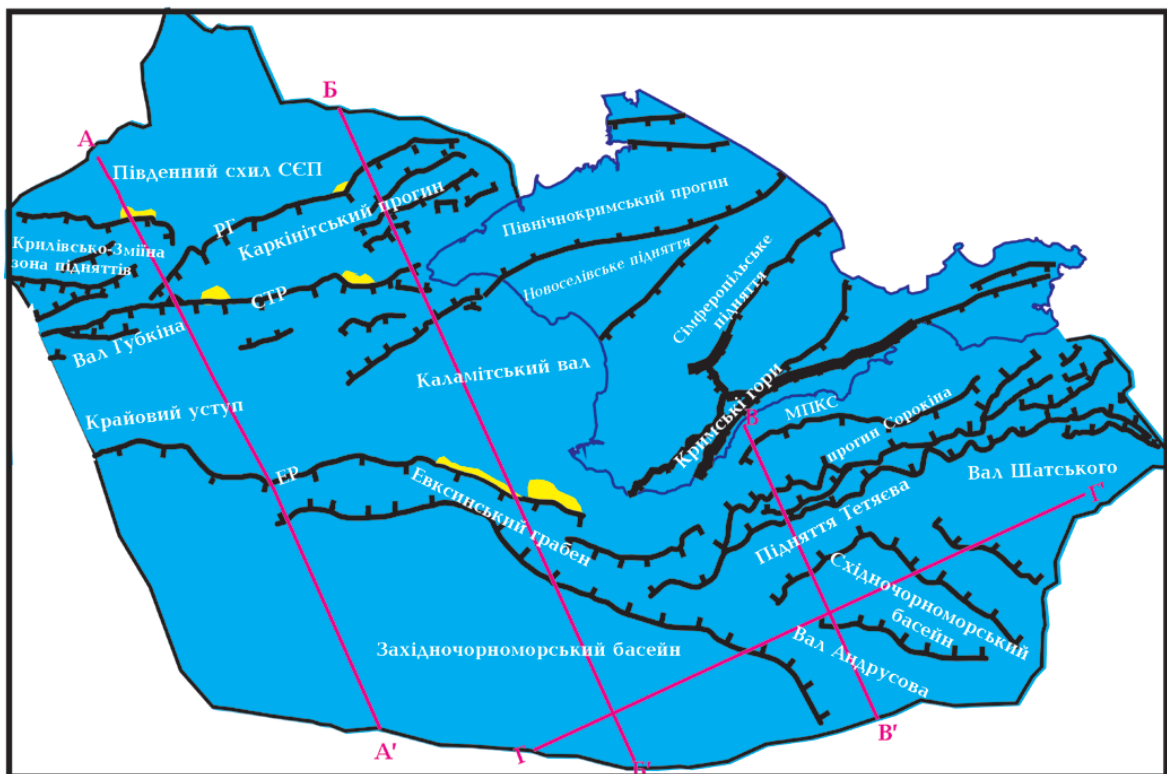 Б
А
Південний схил СЄП
РГ
Каркінітський прогин
Північнокримський прогин
Крилівсько-Зміїна
зона підняттів
Новоселівське підняття
Сімферопільське
підняття
СТР
Вал Губкіна
Каламітський вал
Крайовий уступ
Кримські гори
МПКС
В
прогин Сорокіна
ЕР
Евксинський грабен
Вал Шатського
Г'
Підняття Тетяєва
Східночорноморський
басейн
Західночорноморський басейн
Вал Андрусова
А'
Г
Б'
В'